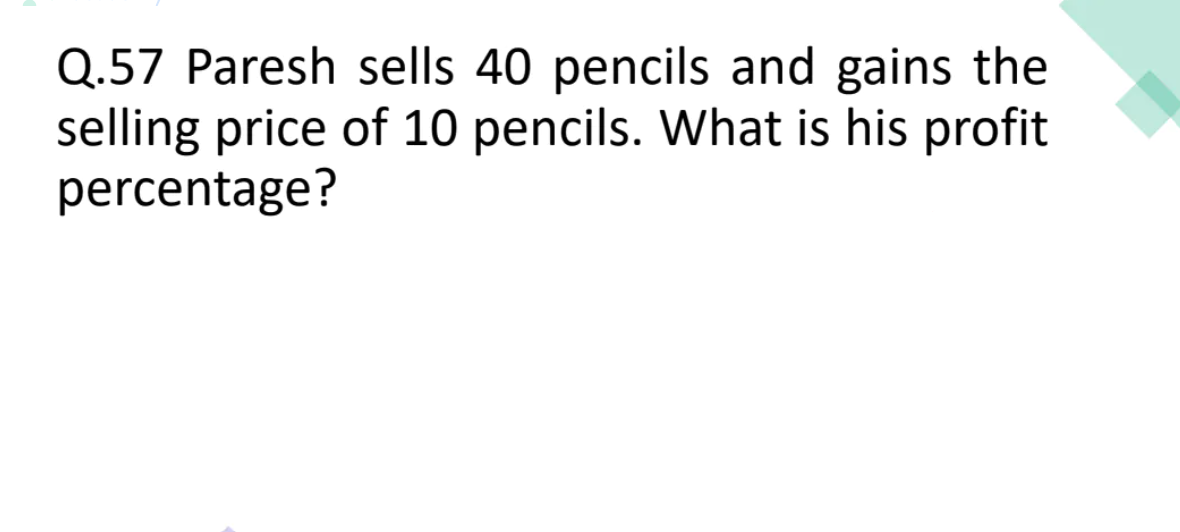 Q.57 Paresh sells 40 pencils and gains the
selling price of 10 pencils. What is his profit
percentage?